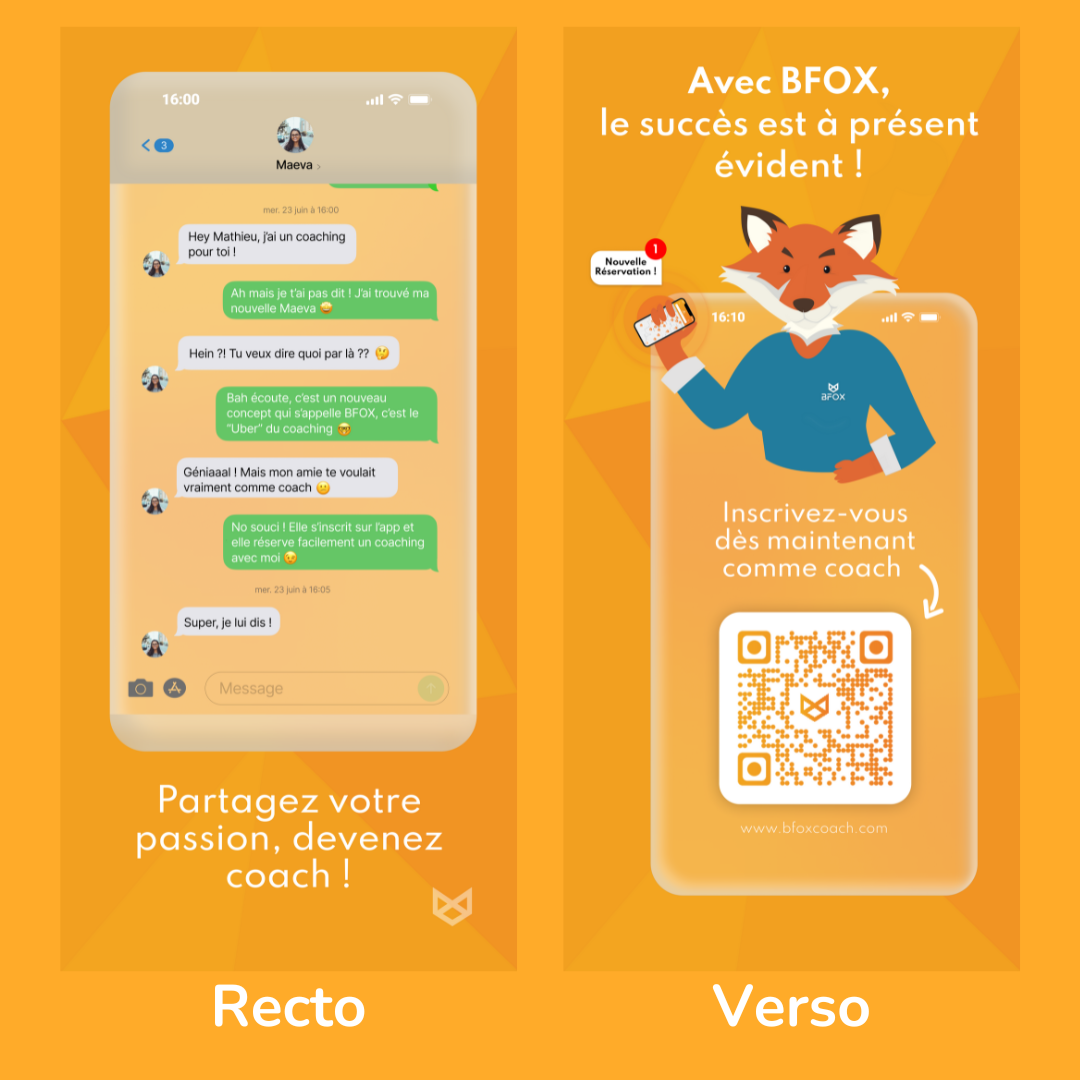 16:00
3
Maeva
mer. 23 juin à 16:00
Hey Mathieu, j'ai un coaching
pour toi !
Ah mais je t'ai pas dit ! J'ai trouvé ma
nouvelle Maeva 🤩
Hein ?! Tu veux dire quoi par là ?? 🤔
Bah écoute, c'est un nouveau
concept qui s'appelle BFOX, c'est le
"Uber" du coaching 🤓
Géniaaal ! Mais mon amie te voulait
vraiment comme coach 😕
No souci ! Elle s'inscrit sur l'app et
elle réserve facilement un coaching
avec moi 😉
mer. 23 juin à 16:05
Super, je lui dis !
Message
Partagez votre
passion, devenez
coach !
Recto
Avec BFOX,
le succès est à présent
évident !
1
Nouvelle
Réservation !
16:10
BFOX
Inscrivez-vous
dès maintenant
comme coach
www.bfoxcoach.com
Verso